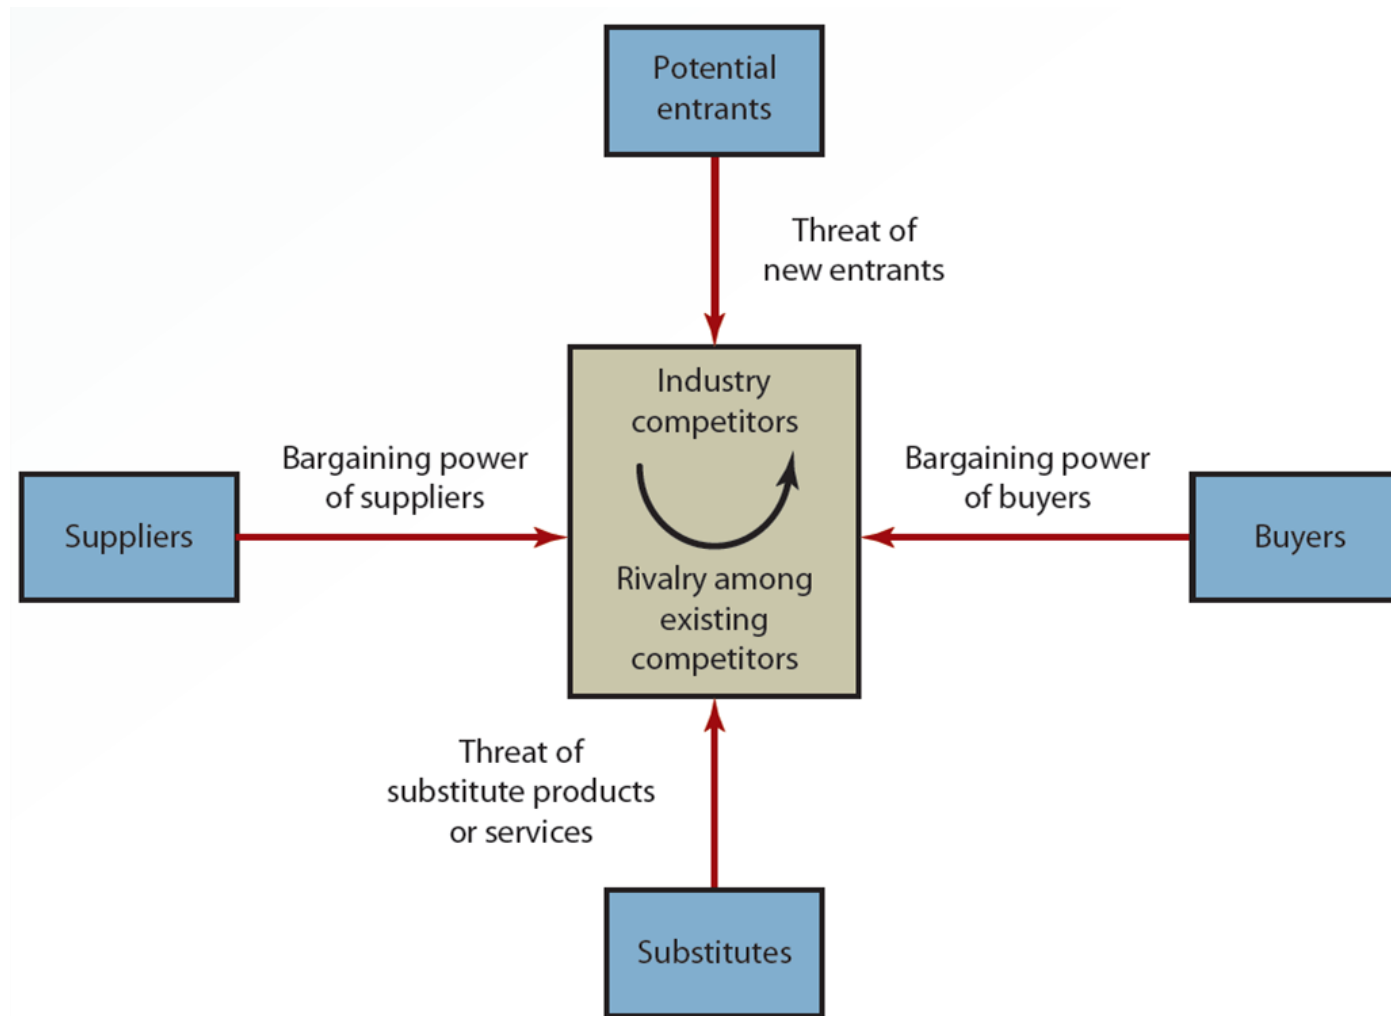 Potential
entrants
Threat of
new entrants
Industry
competitors
Bargaining power
of suppliers
Bargaining power
of buyers
Suppliers
Buyers
Rivalry among
existing
competitors
Threat of
substitute products
or services
Substitutes